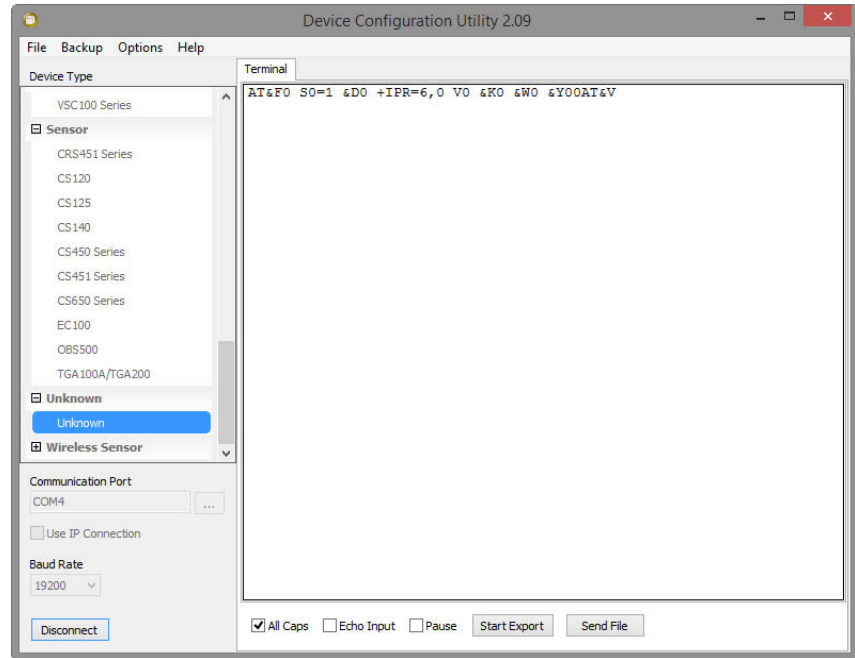 Device Configuration Utility 2.09
File Backup Options Help
Device Type
VSC100 Series
Sensor
CRS451 Series
CS120
CS125
CS140
CS450 Series
CS451 Series
CS650 Series
EC100
OBS500
TGA100A/TGA200
Unknown
Unknown
Wireless Sensor
Communication Port
COM4
...
Use IP Connection
Baud Rate
19200
Disconnect
Terminal
AT&F0 S0=1 &D0 +IPR=6,0 V0 &K0 &W0 &Y00AT&V
All Caps Echo Input Pause Start Export Send File